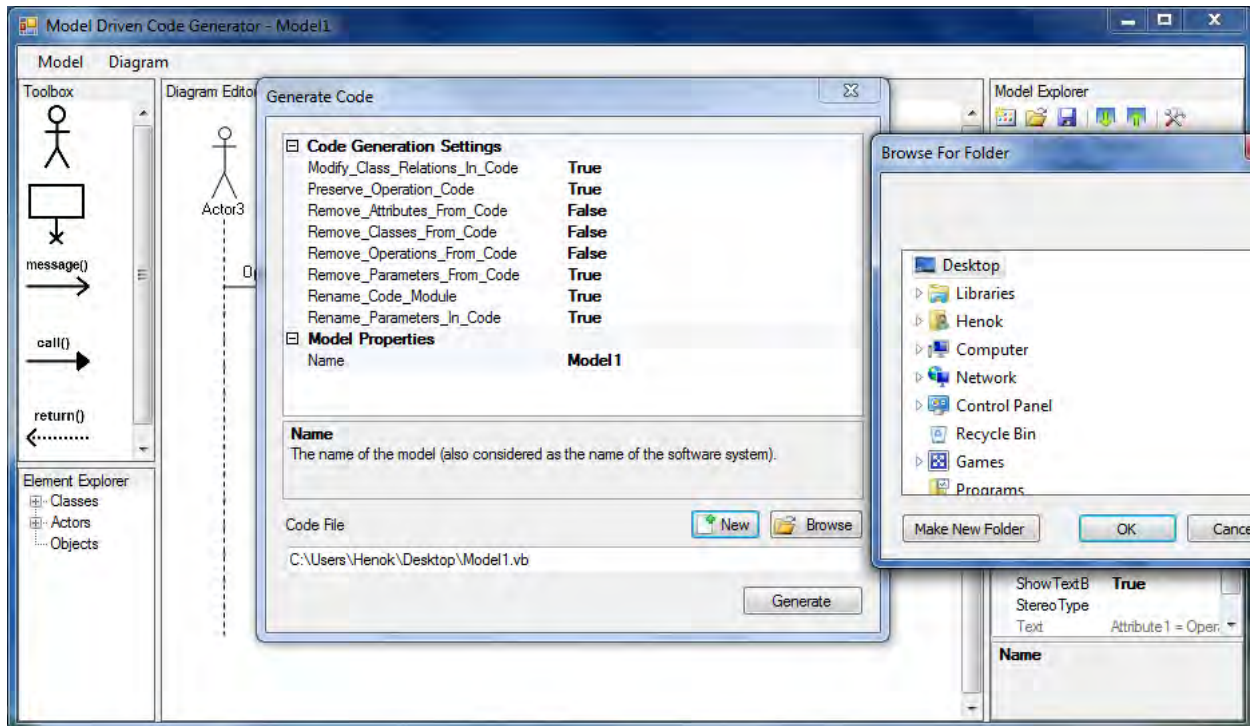 Model Driven Code Generator - Model1
Model Diagram
Toolbox
message()
call()
return()
Element Explorer
Classes
Actors
Objects
Diagram Editor
Actor3
Generate Code
Code Generation Settings
Modify_Class_Relations_In_Code True
Preserve_Operation_Code True
Remove_Attributes_From_Code False
Remove_Classes_From_Code False
Remove_Operations_From_Code False
Remove_Parameters_From_Code True
Rename_Code_Module True
Rename_Parameters_In_Code True
Model Properties
Name Model1
Name
The name of the model (also considered as the name of the software system).
Code File
New Browse
C:\Users\Henok\Desktop\Model1.vb
Generate
Model Explorer
Browse For Folder
Desktop
Libraries
Henok
Computer
Network
Control Panel
Recycle Bin
Games
Programs
Make New Folder OK Cance
ShowTextB True
StereoType
Text Attribute1 = Oper
Name